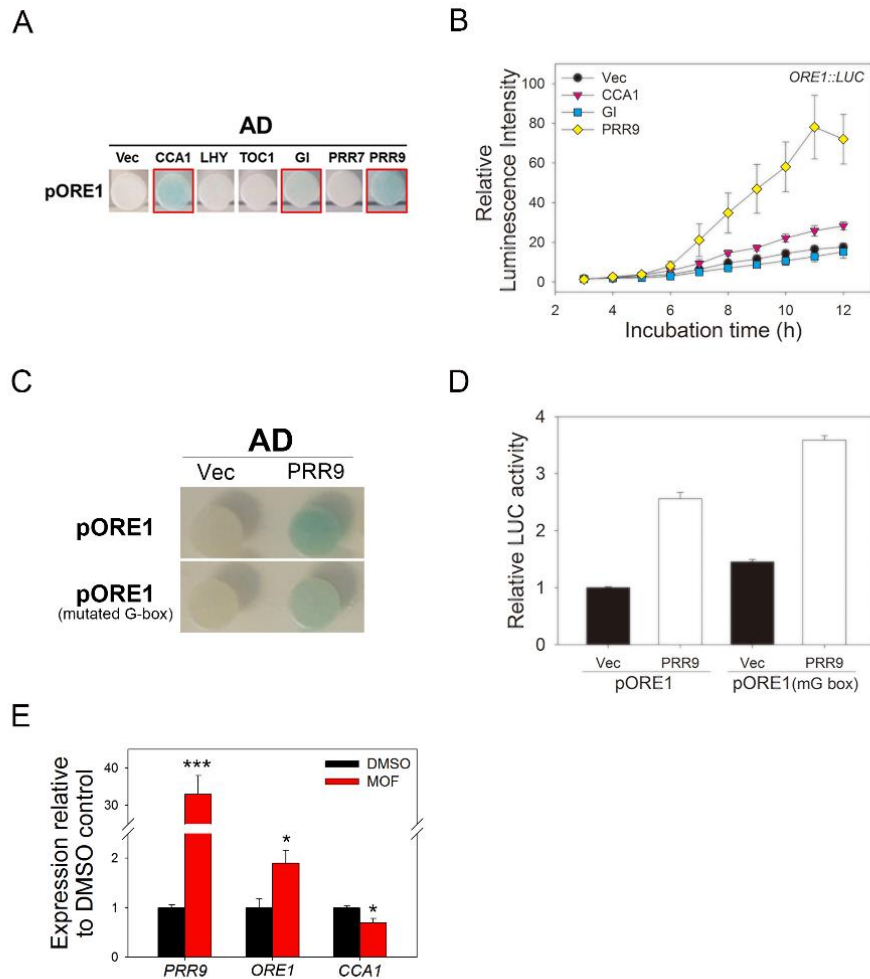 A
AD
Vec CCA1 LHY TOC1 GI PRR7 PRR9
pORE1
B
Relative
Luminescence Intensity
100
80
60
40
20
0
Vec
CCA1
GI
PRR9
ORE1::LUC
2 4 6 8 10 12
Incubation time (h)
C
AD
Vec PRR9
pORE1
pORE1
(mutated G-box)
D
Relative LUC activity
4
3
2
1
0
Vec PRR9 Vec PRR9
pORE1 pORE1(mG box)
E
Expression relative
to DMSO control
40
30
2
1
0
DMSO
MOF
***
*
*
PRR9 ORE1 CCA1